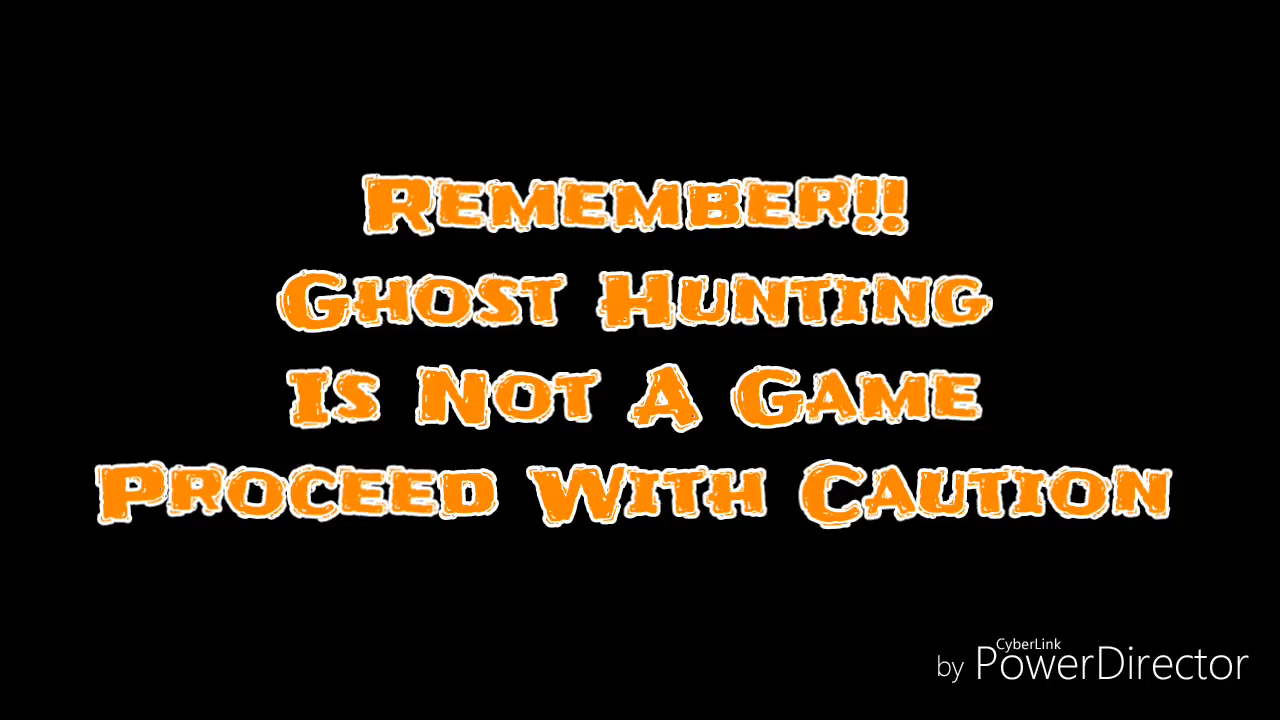 Remember!!
Ghost Hunting
Is Not A Game
Proceed With Caution
CyberLink
by PowerDirector